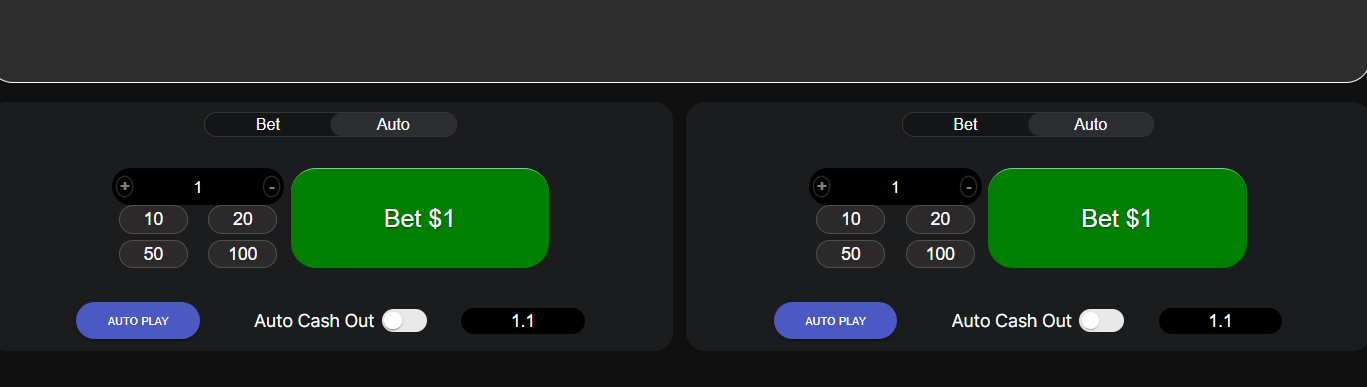 Bet Auto
+ 1 -
10 20
50 100
Bet $1
AUTO PLAY Auto Cash Out 1.1
Bet Auto
+ 1 -
10 20
50 100
Bet $1
AUTO PLAY Auto Cash Out 1.1